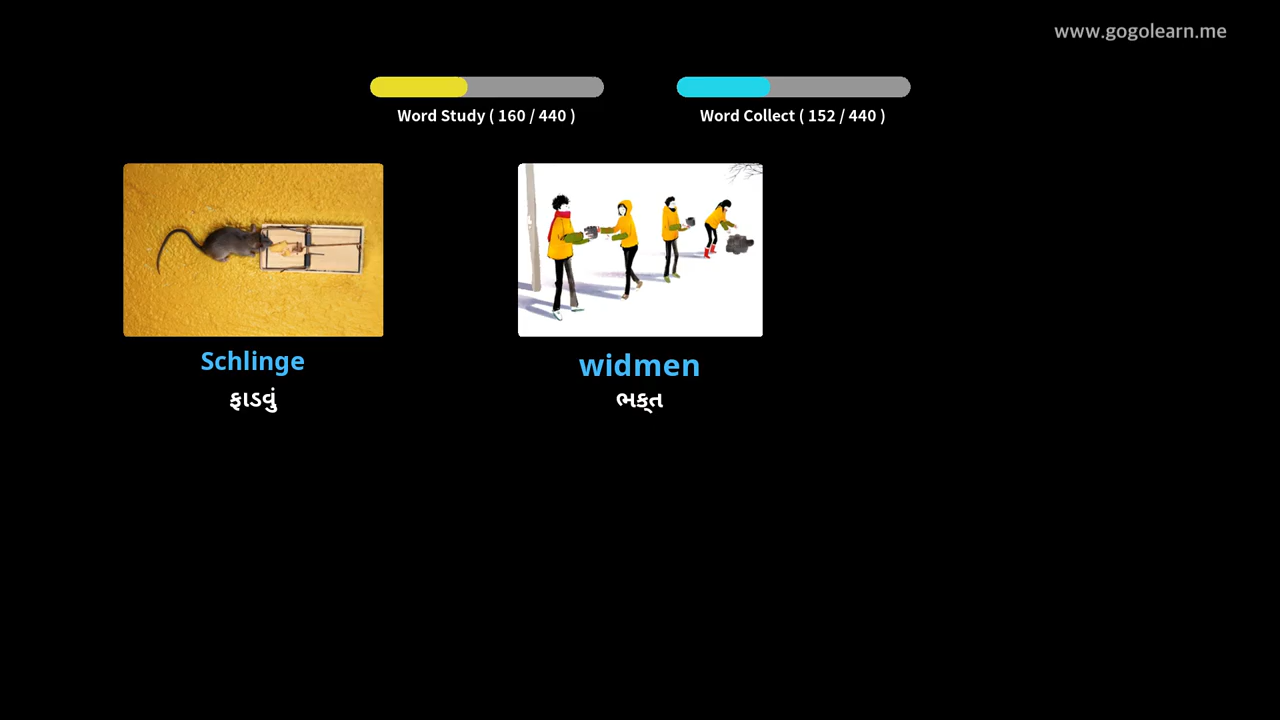 www.gogolearn.me
Word Study ( 160 / 440 )
Word Collect ( 152 / 440 )
Schlinge
ફાડવું
widmen
ભક્ત